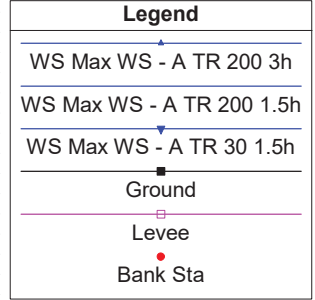 Legend
WS Max WS - A TR 200 3h
WS Max WS - A TR 200 1.5h
WS Max WS - A TR 30 1.5h
Ground
Levee
Bank Sta